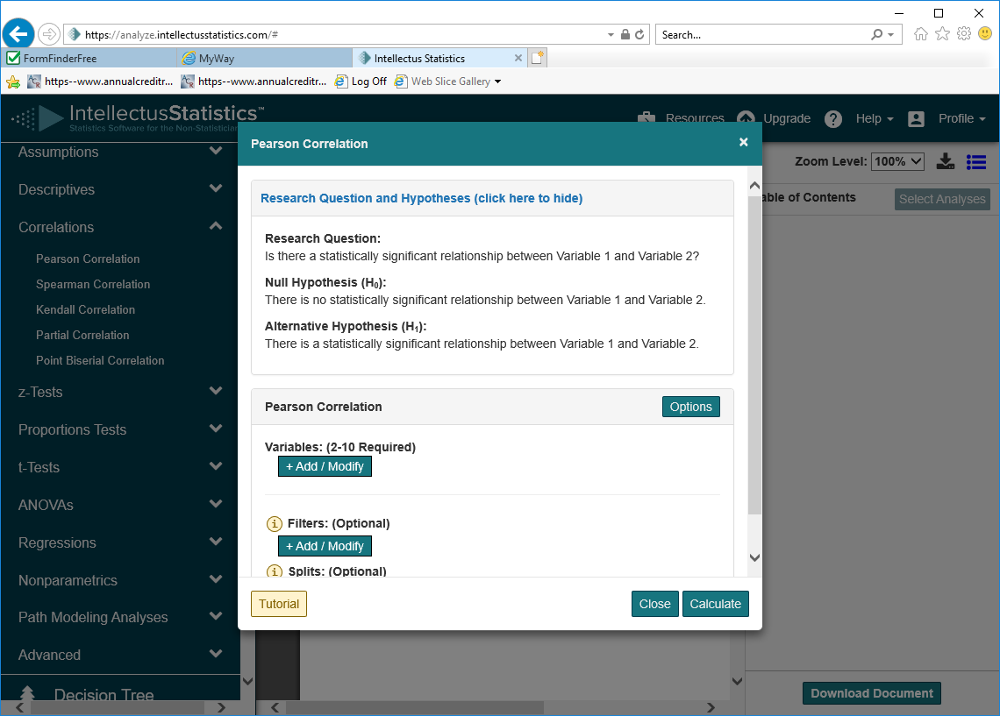 https://analyze.intellectusstatistics.com/#
Search...
FormFinderFree
MyWay
Intellectus Statistics
https--www.annualcreditr...
https--www.annualcreditr...
Log Off
Web Slice Gallery
IntellectusStatistics™
Statistics Software for the Non-Statistician
Resources
Upgrade
Help
Profile
Assumptions
Descriptives
Correlations
Pearson Correlation
Spearman Correlation
Kendall Correlation
Partial Correlation
Point Biserial Correlation
z-Tests
Proportions Tests
t-Tests
ANOVAs
Regressions
Nonparametrics
Path Modeling Analyses
Advanced
Decision Tree
Pearson Correlation
×
Research Question and Hypotheses (click here to hide)
Research Question:
Is there a statistically significant relationship between Variable 1 and Variable 2?
Null Hypothesis (H₀):
There is no statistically significant relationship between Variable 1 and Variable 2.
Alternative Hypothesis (H₁):
There is a statistically significant relationship between Variable 1 and Variable 2.
Pearson Correlation
Options
Variables: (2-10 Required)
+ Add / Modify
i Filters: (Optional)
+ Add / Modify
i Splits: (Optional)
Tutorial
Close
Calculate
Zoom Level: 100%
able of Contents
Select Analyses
Download Document